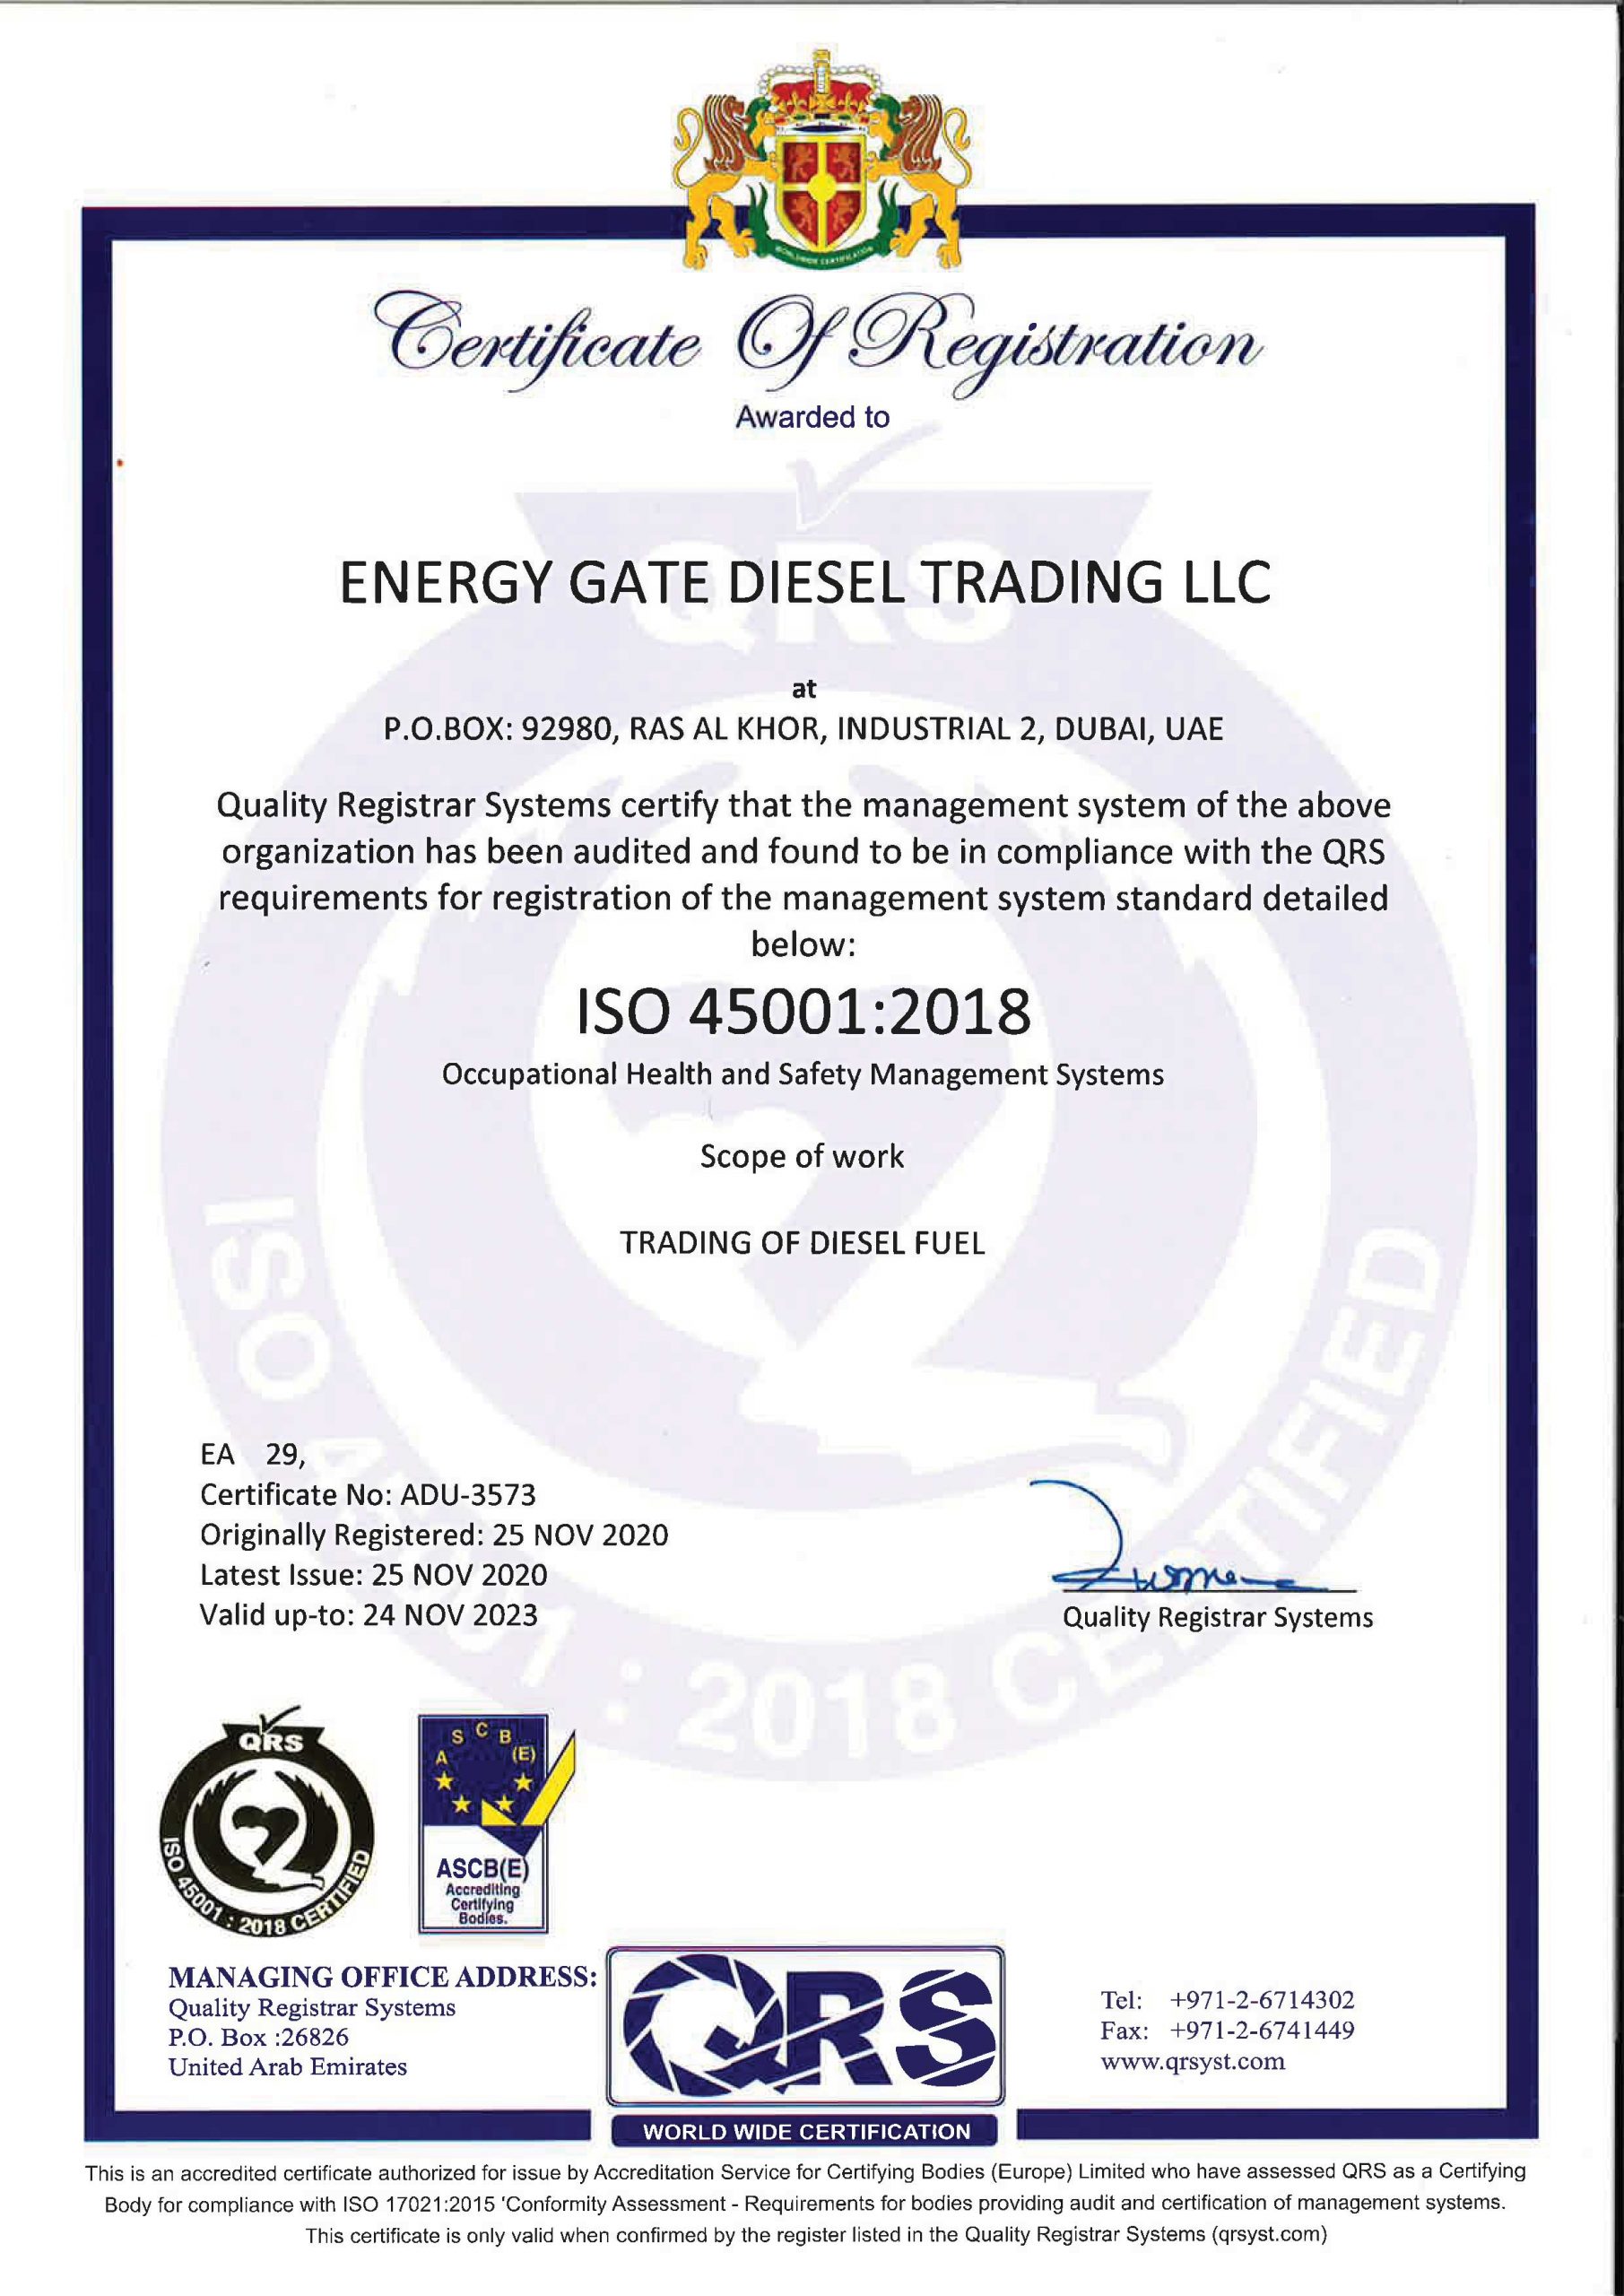 WORLDWIDE CERTIFICATION
Certificate Of Registration
Awarded to
QRS
ENERGY GATE DIESEL TRADING LLC
at
P.O.BOX: 92980, RAS AL KHOR, INDUSTRIAL 2, DUBAI, UAE
Quality Registrar Systems certify that the management system of the above
organization has been audited and found to be in compliance with the QRS
requirements for registration of the management system standard detailed
below:
ISO 45001:2018
Occupational Health and Safety Management Systems
Scope of work
TRADING OF DIESEL FUEL
ISO 45001 : 2018 CERTIFIED
EA 29,
Certificate No: ADU-3573
Originally Registered: 25 NOV 2020
Latest Issue: 25 NOV 2020
Valid up-to: 24 NOV 2023
Quality Registrar Systems
QRS
ISO 45001 : 2018 CERTIFIED
A S C B (E)
ASCB(E)
Accrediting
Certifying
Bodies.
MANAGING OFFICE ADDRESS:
Quality Registrar Systems
P.O. Box :26826
United Arab Emirates
QRS
WORLD WIDE CERTIFICATION
Tel: +971-2-6714302
Fax: +971-2-6741449
www.qrsyst.com
This is an accredited certificate authorized for issue by Accreditation Service for Certifying Bodies (Europe) Limited who have assessed QRS as a Certifying
Body for compliance with ISO 17021:2015 'Conformity Assessment - Requirements for bodies providing audit and certification of management systems.
This certificate is only valid when confirmed by the register listed in the Quality Registrar Systems (qrsyst.com)